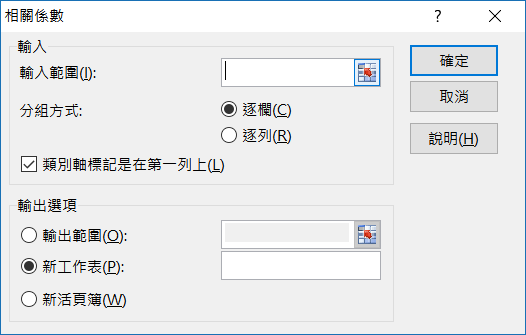 相關係數
輸入
輸入範圍(I):
確定
取消
分組方式:
逐欄(C)
逐列(R)
說明(H)
類別軸標記是在第一列上(L)
輸出選項
輸出範圍(O):
新工作表(P):
新活頁簿(W)